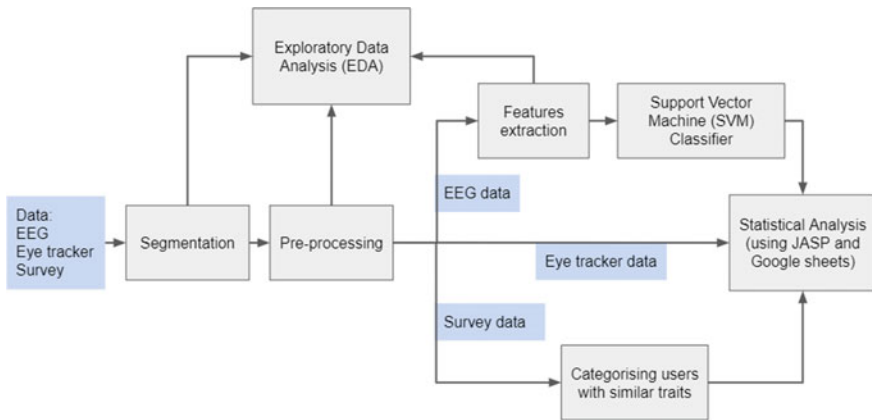 Exploratory Data
Analysis (EDA)
Features
extraction
Support Vector
Machine (SVM)
Classifier
EEG data
Data:
EEG
Eye tracker
Survey
Segmentation
Pre-processing
Statistical Analysis
(using JASP and
Google sheets)
Eye tracker data
Survey data
Categorising users
with similar traits